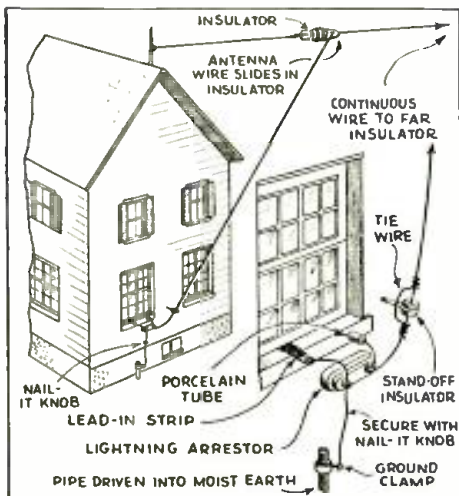 INSULATOR
ANTENNA
WIRE SLIDES IN
INSULATOR
CONTINUOUS
WIRE TO FAR
INSULATOR
TIE
WIRE
NAIL-
IT KNOB
PORCELAIN
TUBE
LEAD-IN STRIP
LIGHTNING ARRESTOR
STAND-OFF
INSULATOR
SECURE WITH
NAIL-IT KNOB
GROUND
CLAMP
PIPE DRIVEN INTO MOIST EARTH